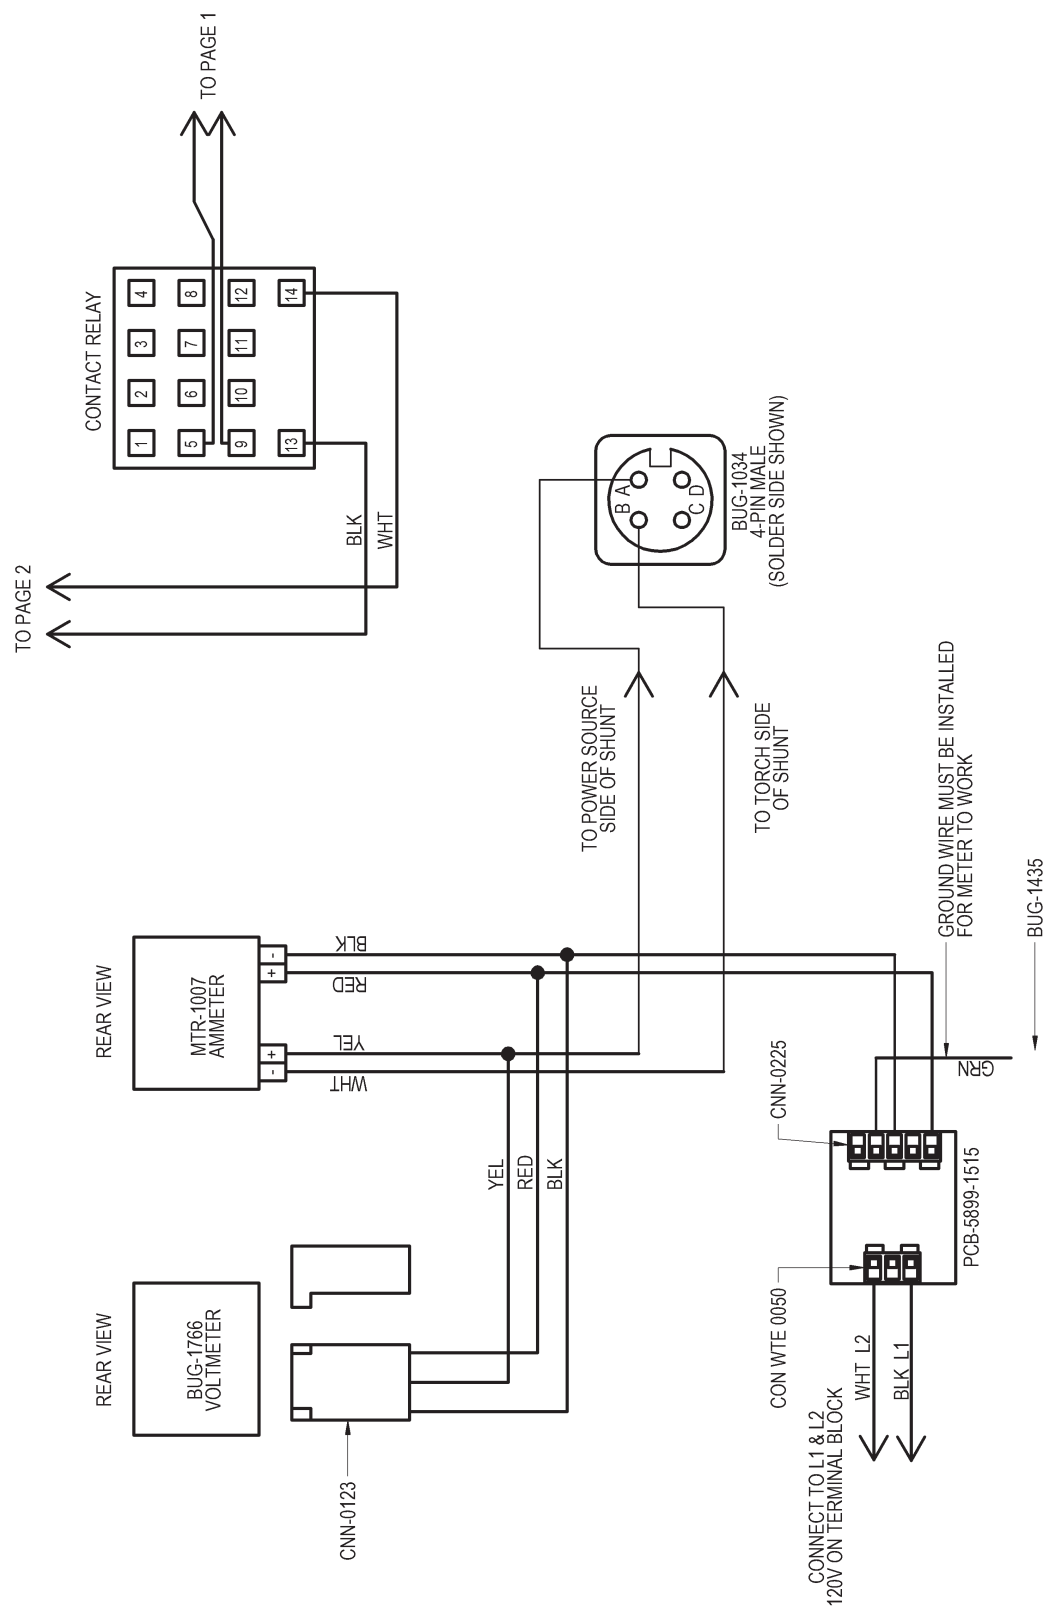 REAR VIEW
BUG-1766
VOLTMETER
CNN-0123
REAR VIEW
MTR-1007
AMMETER
-
+
+
-
WHT
YEL
RED
BLK
YEL
RED
BLK
TO PAGE 2
TO PAGE 1
CONTACT RELAY
1
2
3
4
5
6
7
8
9
10
11
12
13
14
BLK
WHT
TO POWER SOURCE
SIDE OF SHUNT
TO TORCH SIDE
OF SHUNT
B A
C D
BUG-1034
4-PIN MALE
(SOLDER SIDE SHOWN)
CONNECT TO L1 & L2
120V ON TERMINAL BLOCK
WHT L2
BLK L1
CON WTE 0050
CNN-0225
PCB-5899-1515
GRN
GROUND WIRE MUST BE INSTALLED
FOR METER TO WORK
BUG-1435